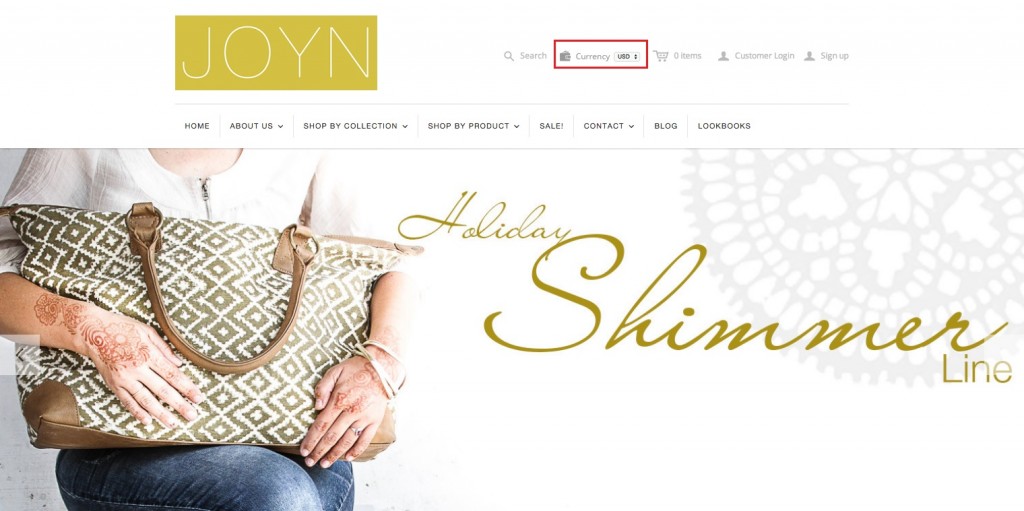 JOYN
Search Currency USD 0 items Customer Login Sign up
HOME ABOUT US SHOP BY COLLECTION SHOP BY PRODUCT SALE! CONTACT BLOG LOOKBOOKS
Holiday
Shimmer
Line